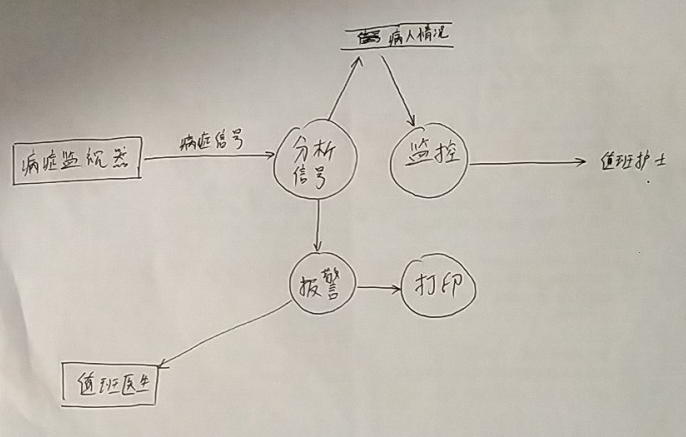 病人情况
病症信号
病症监视器
分析
信号
监控
值班护士
报警
打印
值班医生